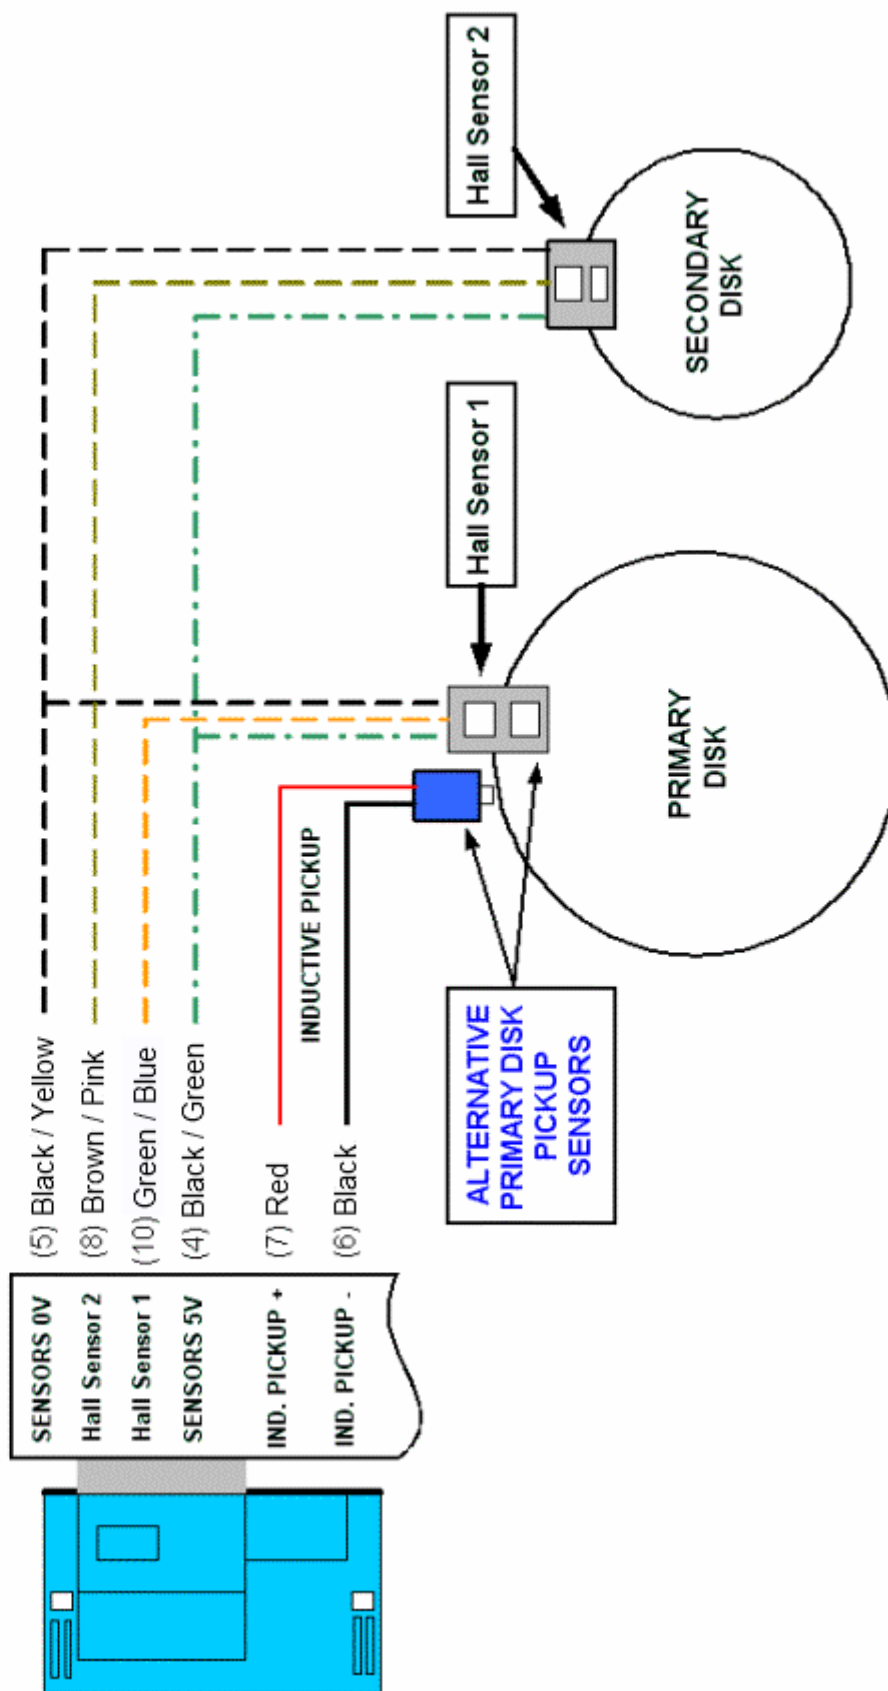 SENSORS 0V
Hall Sensor 2
Hall Sensor 1
SENSORS 5V
IND. PICKUP +
IND. PICKUP -
(5) Black / Yellow
(8) Brown / Pink
(10) Green / Blue
(4) Black / Green
(7) Red
(6) Black
INDUCTIVE PICKUP
ALTERNATIVE
PRIMARY DISK
PICKUP
SENSORS
Hall Sensor 1
PRIMARY
DISK
Hall Sensor 2
SECONDARY
DISK